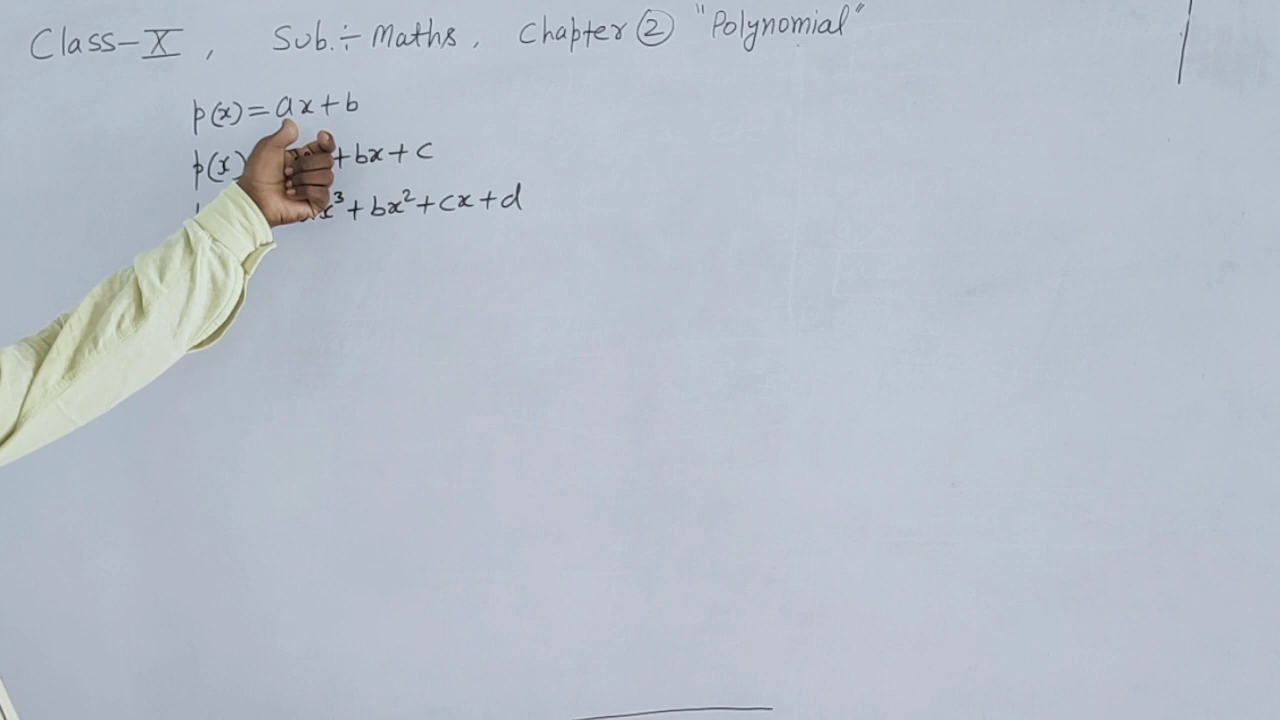 Class-X, Sub.÷ Maths, Chapter ② "Polynomial"
p(x)=ax+b
p(x) +bx+c
x³+bx²+cx+d